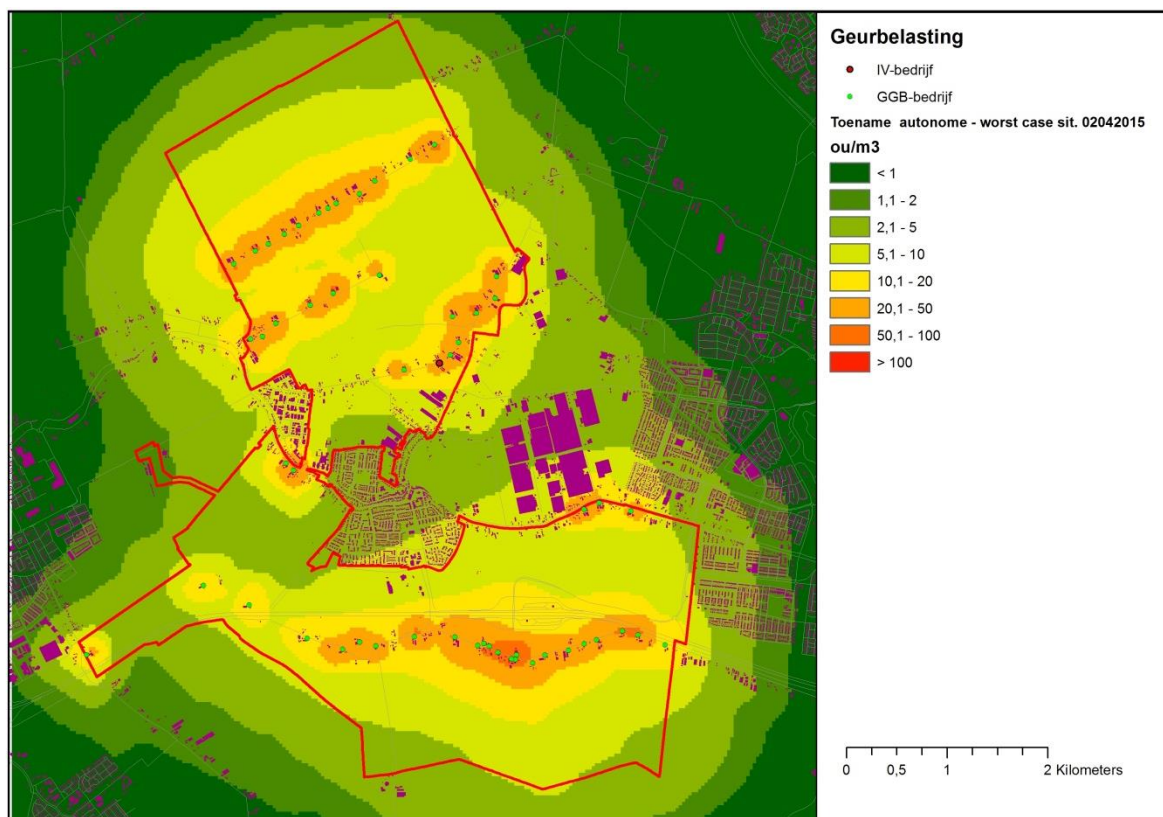 Geurbelasting
IV-bedrijf
GGB-bedrijf
Toename autonome - worst case sit. 02042015
ou/m3
< 1
1,1 - 2
2,1 - 5
5,1 - 10
10,1 - 20
20,1 - 50
50,1 - 100
> 100
0 0,5 1 2 Kilometers